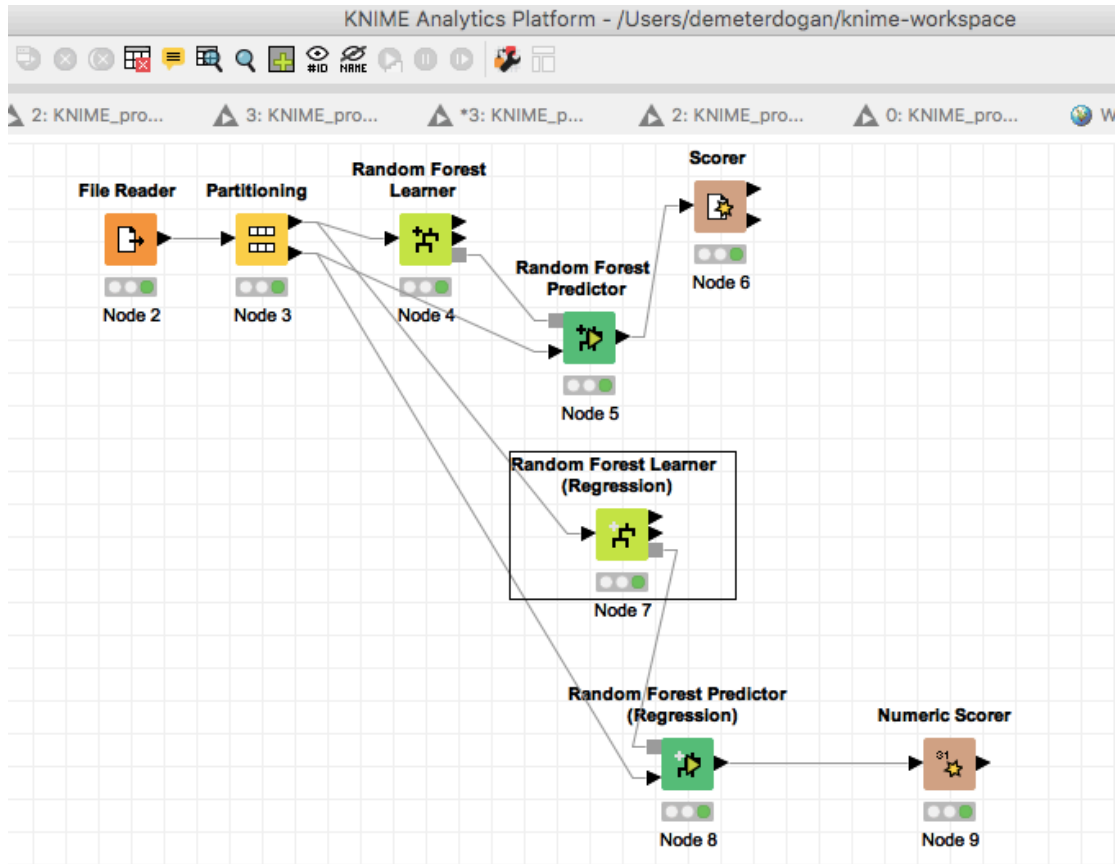 KNIME Analytics Platform - /Users/demeterdogan/knime-workspace
#ID
NAME
2: KNIME_pro...
3: KNIME_pro...
*3: KNIME_p...
2: KNIME_pro...
0: KNIME_pro...
W
Scorer
Random Forest
Learner
File Reader
Partitioning
Node 6
Random Forest
Predictor
Node 2
Node 3
Node 4
Node 5
Random Forest Learner
(Regression)
Node 7
Random Forest Predictor
(Regression)
Numeric Scorer
31
Node 8
Node 9